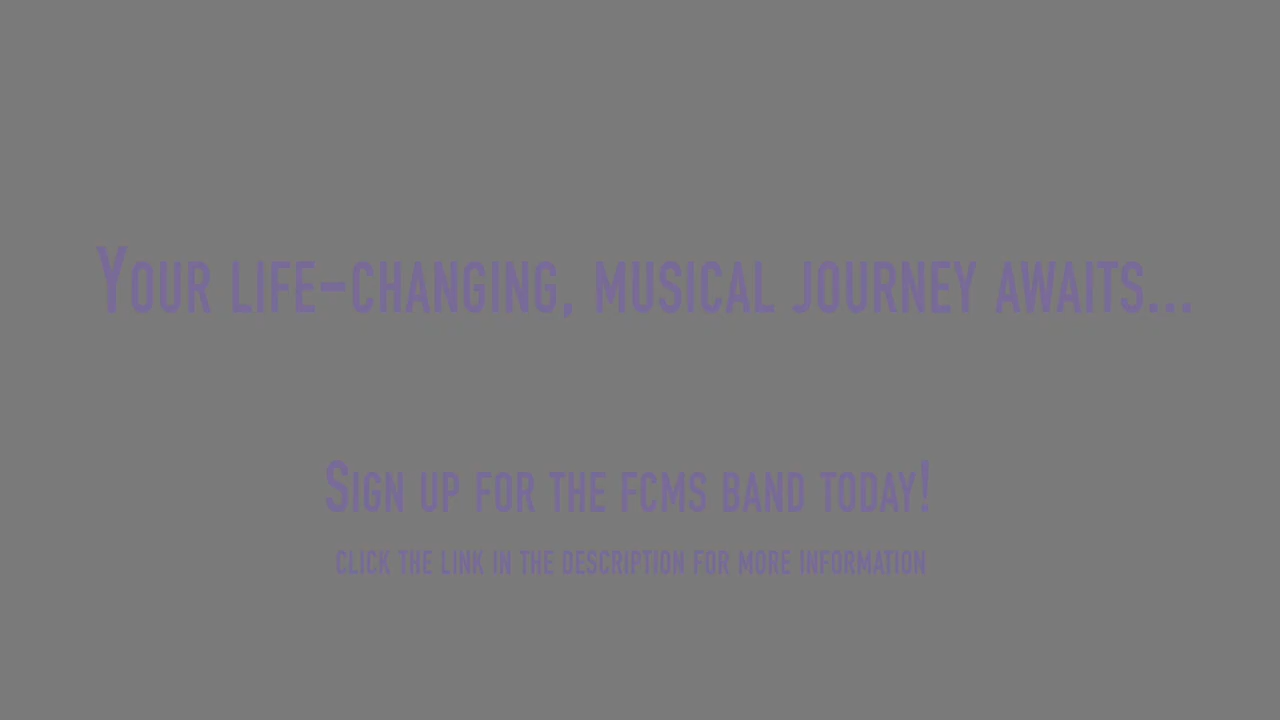 Your life-changing, musical journey awaits...
Sign up for the FCMS band today!
click the link in the description for more information